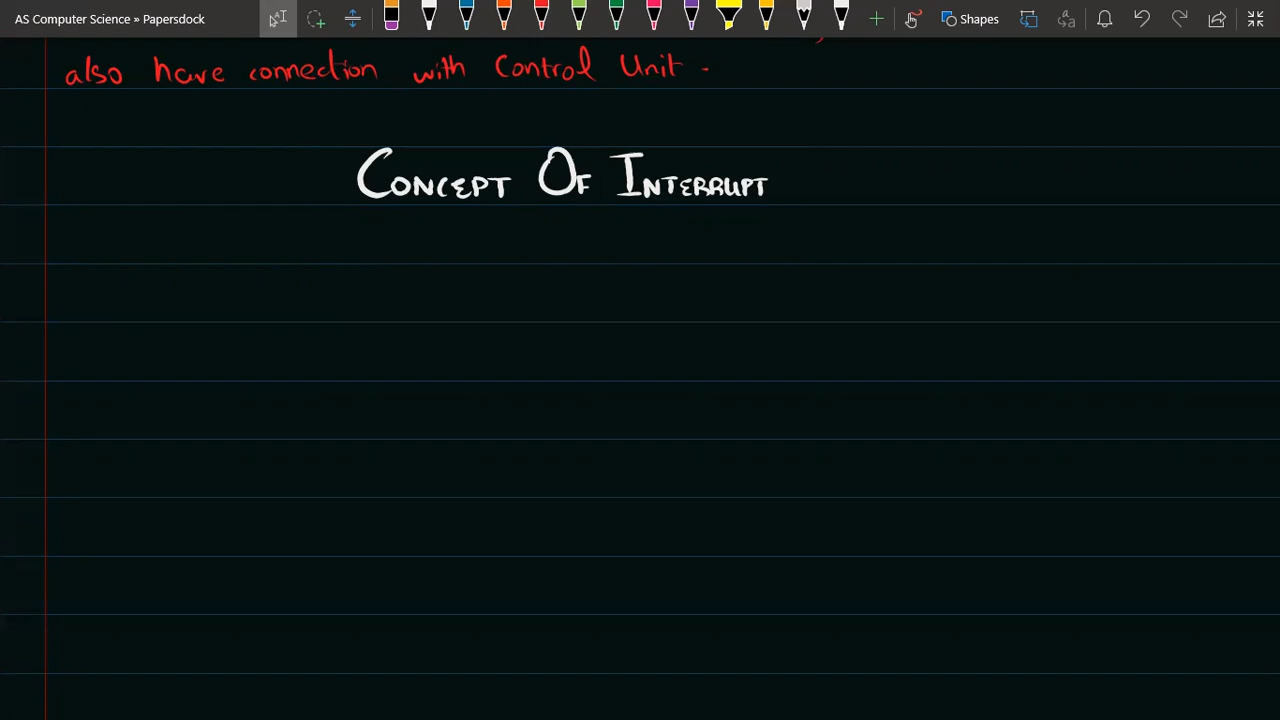 AS Computer Science » Papersdock
Shapes
also have connection with Control Unit.
CONCEPT OF INTERRUPT